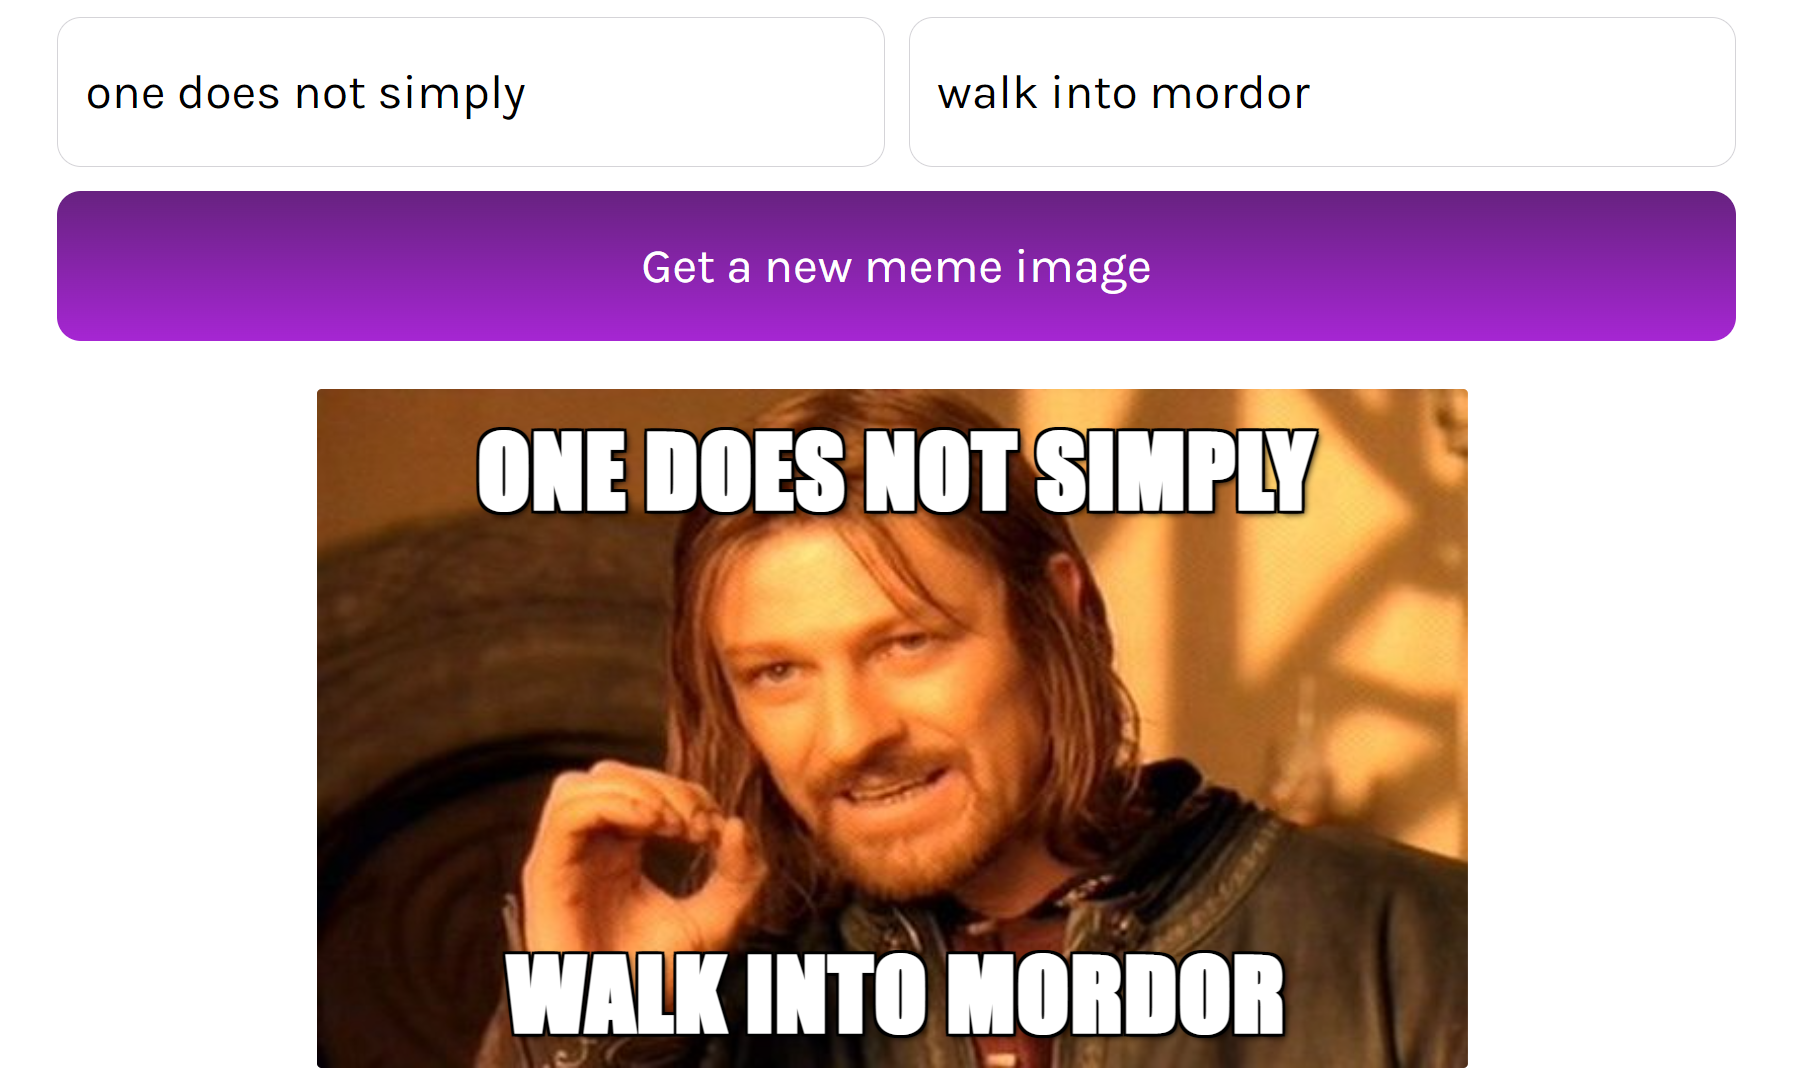 one does not simply
walk into mordor
Get a new meme image
ONE DOES NOT SIMPLY
WALK INTO MORDOR